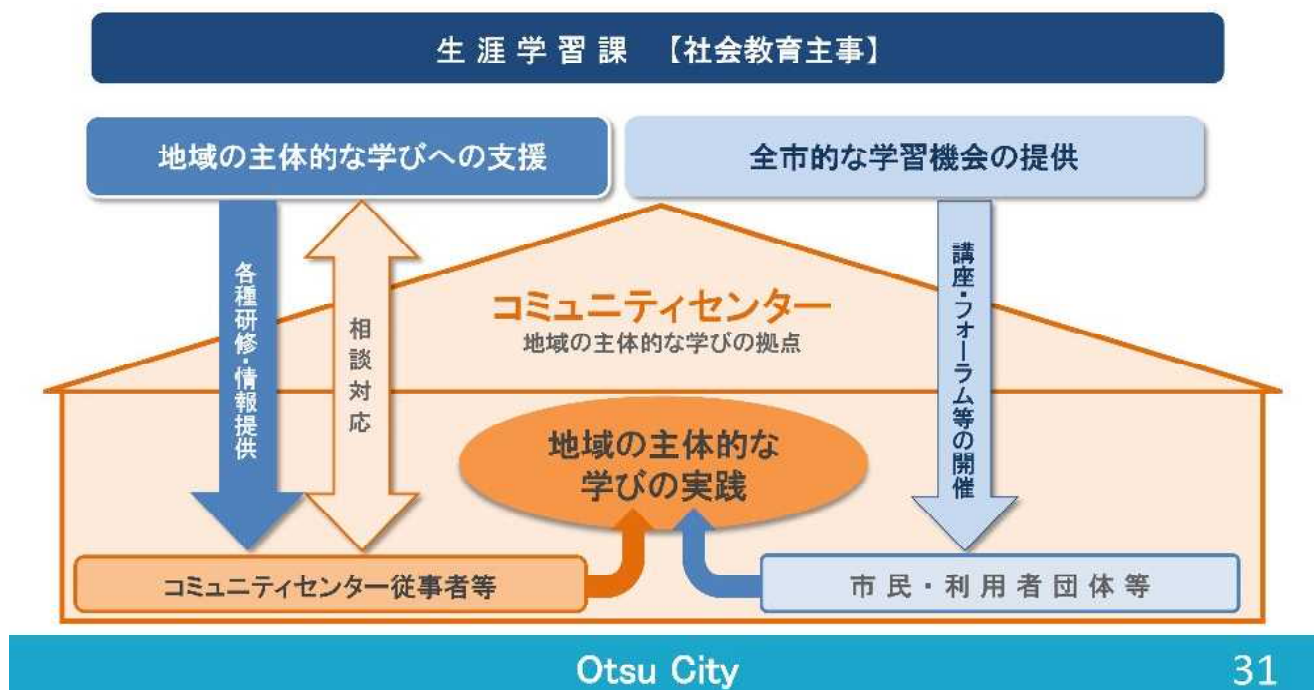 生涯学習課 【社会教育主事】
地域の主体的な学びへの支援
全市的な学習機会の提供
各種研修・情報提供
相談対応
コミュニティセンター
地域の主体的な学びの拠点
講座・フォーラム等の開催
地域の主体的な
学びの実践
コミュニティセンター従事者等
市民・利用者団体等
Otsu City
31